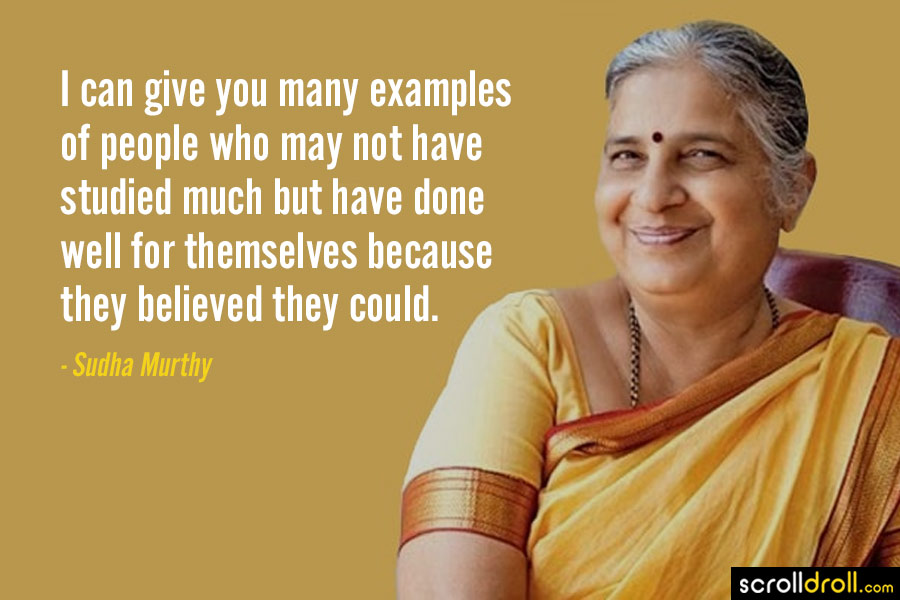 I can give you many examples
of people who may not have
studied much but have done
well for themselves because
they believed they could.
- Sudha Murthy
scrolldroll.com